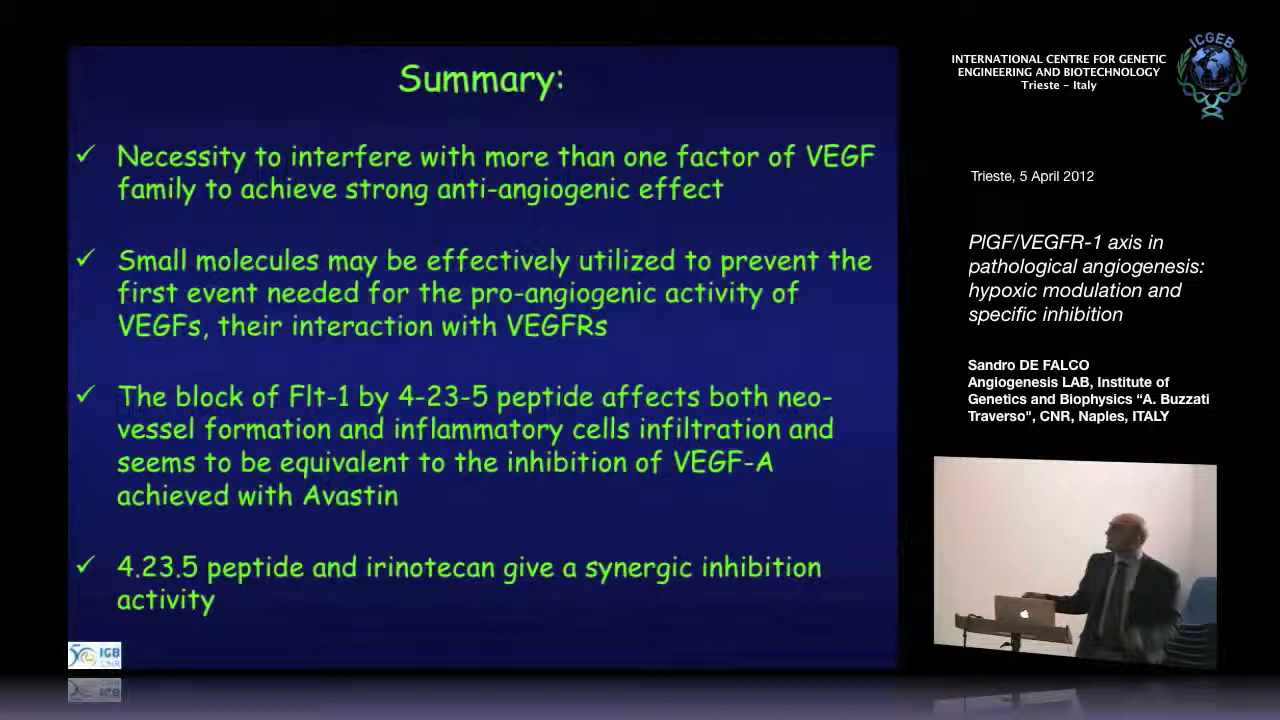 Summary:
✓ Necessity to interfere with more than one factor of VEGF
family to achieve strong anti-angiogenic effect
✓ Small molecules may be effectively utilized to prevent the
first event needed for the pro-angiogenic activity of
VEGFs, their interaction with VEGFRs
✓ The block of Flt-1 by 4-23-5 peptide affects both neo-
vessel formation and inflammatory cells infiltration and
seems to be equivalent to the inhibition of VEGF-A
achieved with Avastin
✓ 4.23.5 peptide and irinotecan give a synergic inhibition
activity
IGB
CNR
ICGEB
INTERNATIONAL CENTRE FOR GENETIC
ENGINEERING AND BIOTECHNOLOGY
Trieste - Italy
Trieste, 5 April 2012
PlGF/VEGFR-1 axis in
pathological angiogenesis:
hypoxic modulation and
specific inhibition
Sandro DE FALCO
Angiogenesis LAB, Institute of
Genetics and Biophysics “A. Buzzati
Traverso", CNR, Naples, ITALY